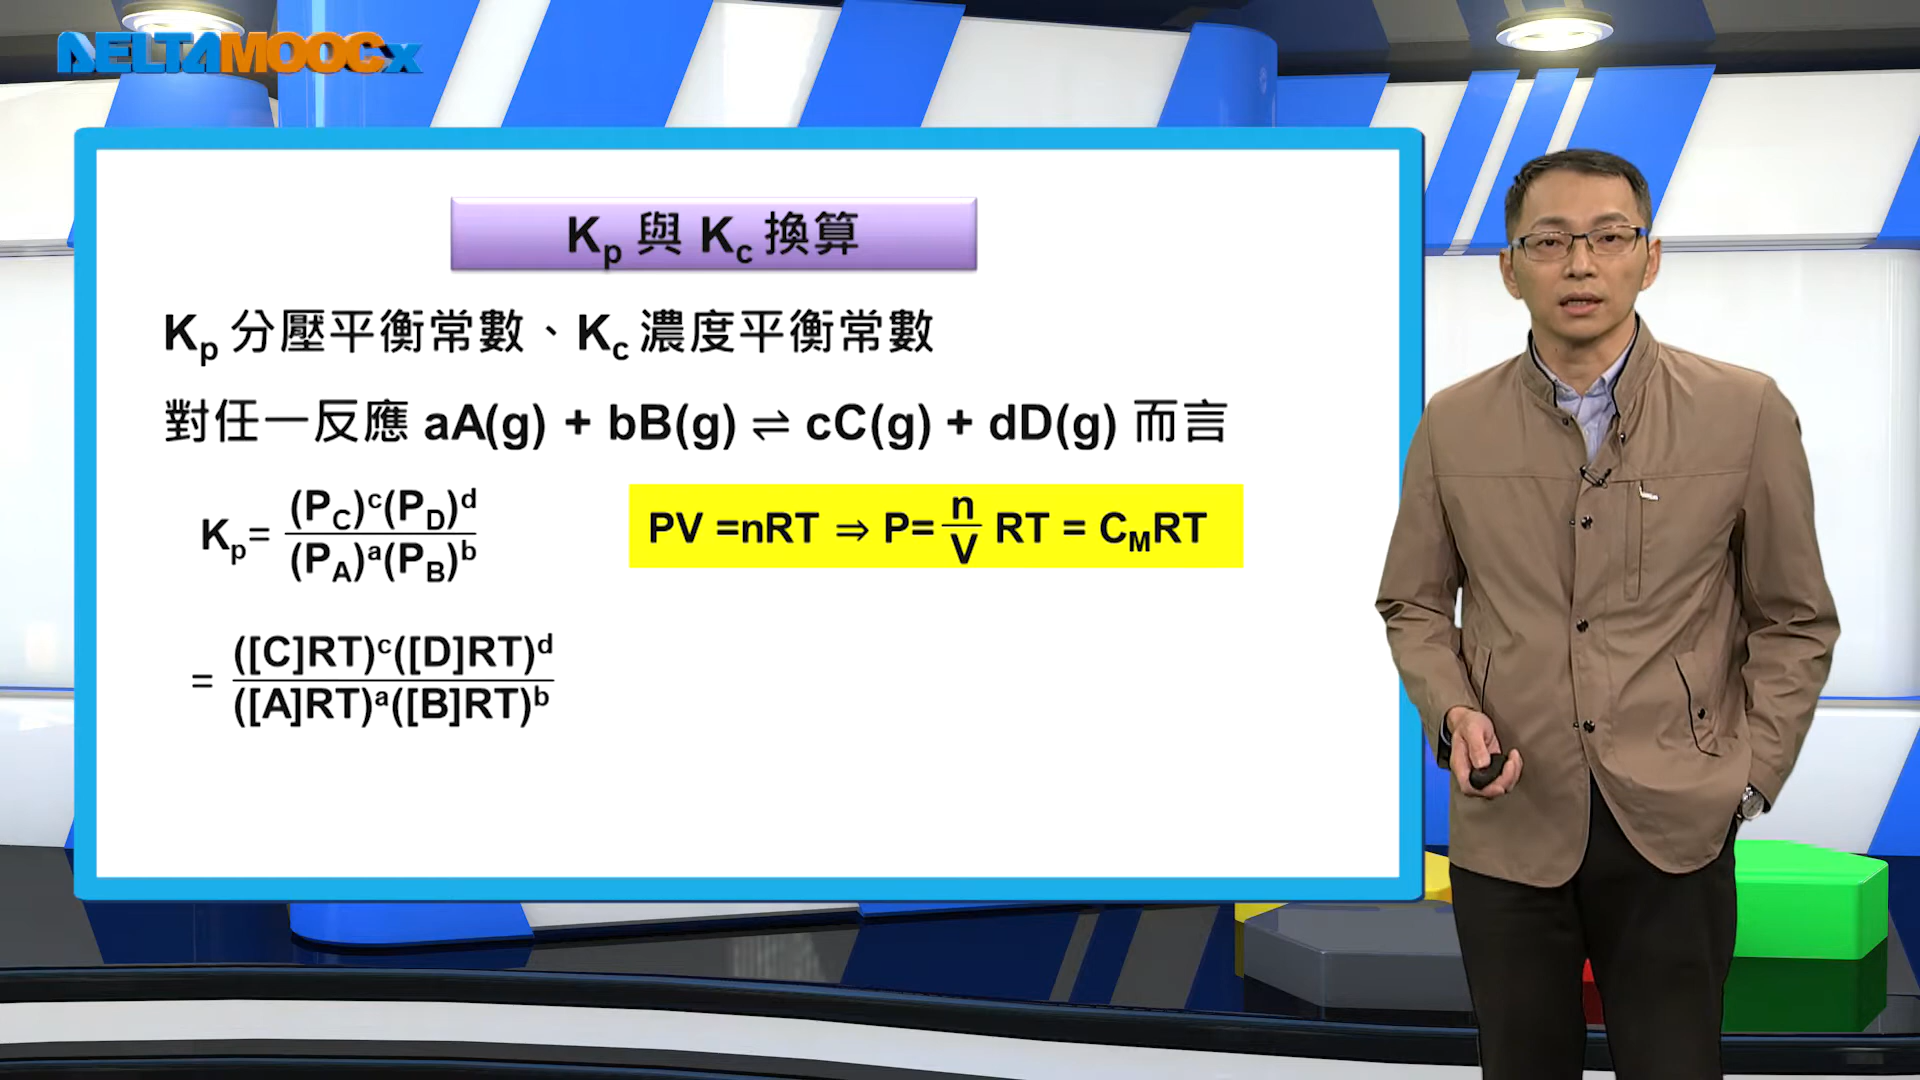 DELTAMOOCx
Kp 與 Kc 換算
Kp 分壓平衡常數、Kc 濃度平衡常數
對任一反應 aA(g) + bB(g) ⇌ cC(g) + dD(g) 而言
Kp= (PC)^c(PD)^d / (PA)^a(PB)^b
PV =nRT ⇒ P= n/V RT = CMRT
= ([C]RT)^c([D]RT)^d / ([A]RT)^a([B]RT)^b